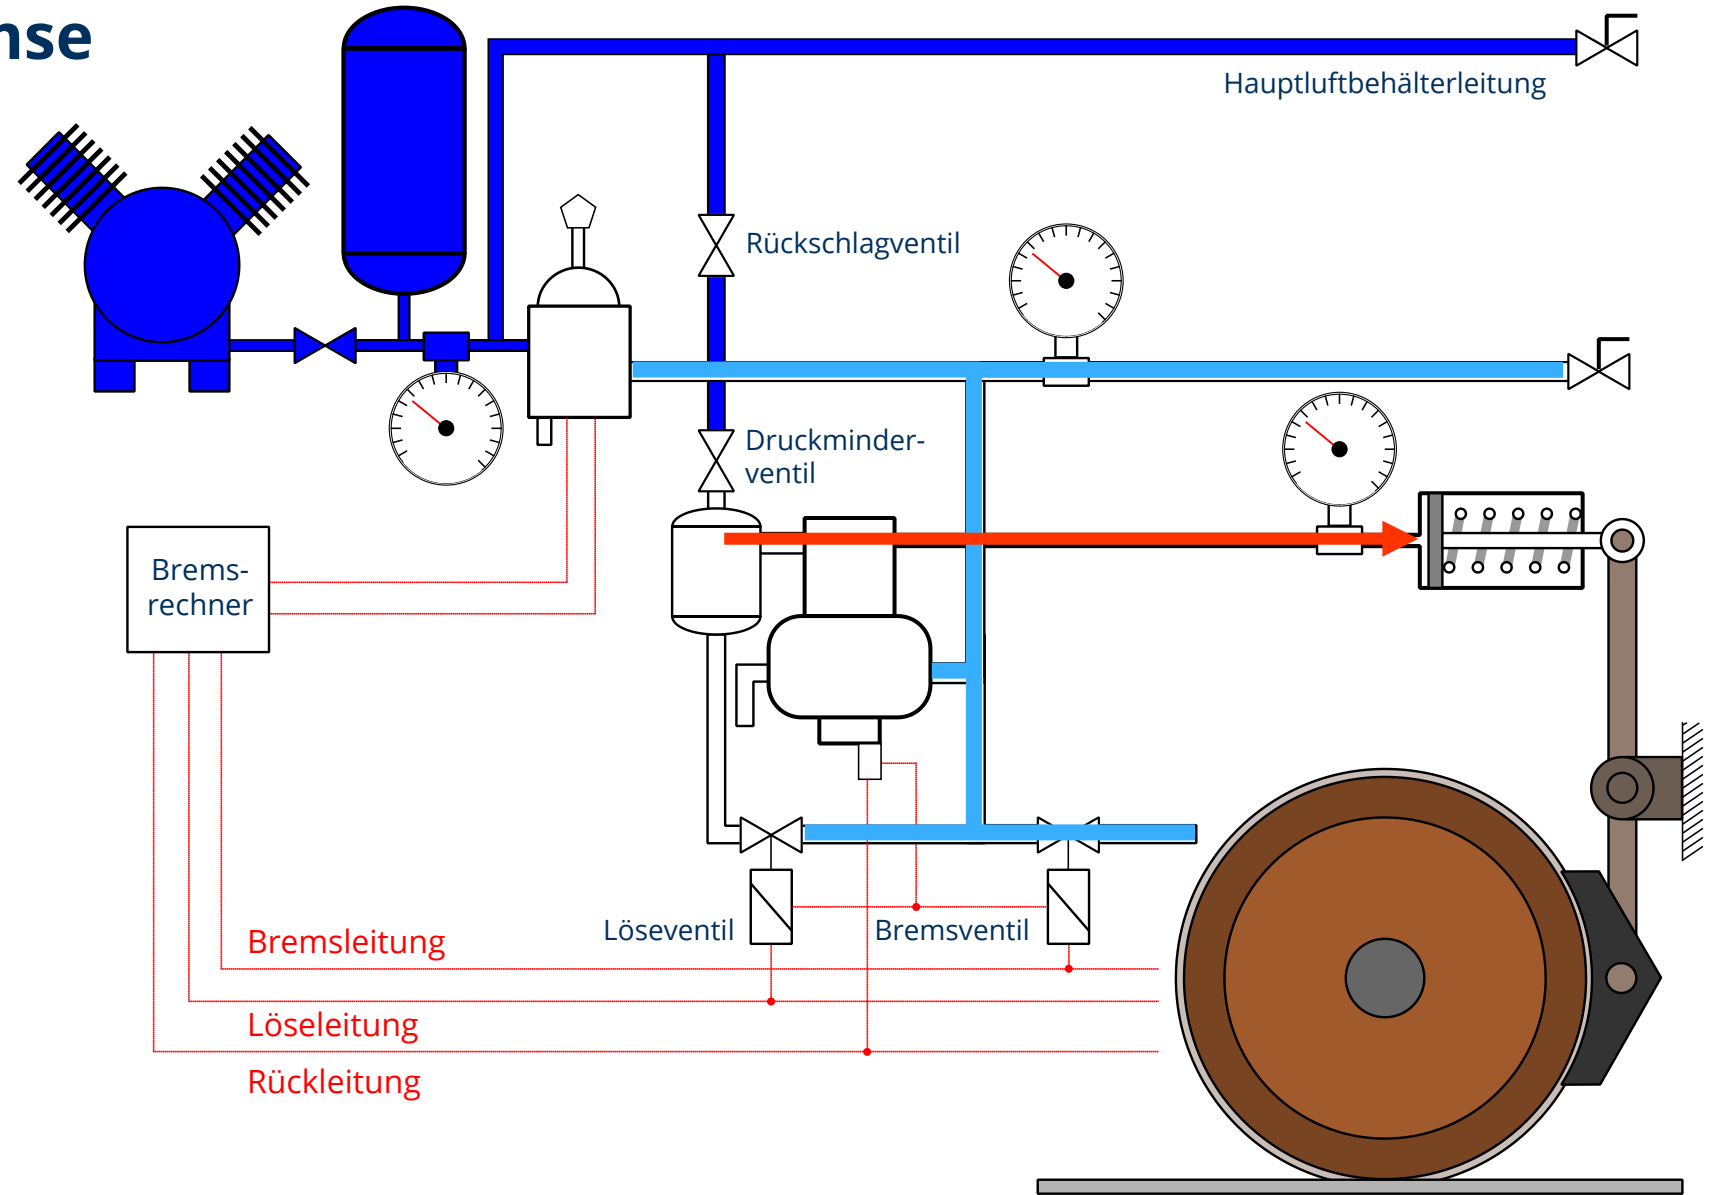 nse
Hauptluftbehälterleitung
Rückschlagventil
Druckminder-
ventil
Brems-
rechner
Löseventil
Bremsventil
Bremsleitung
Löseleitung
Rückleitung